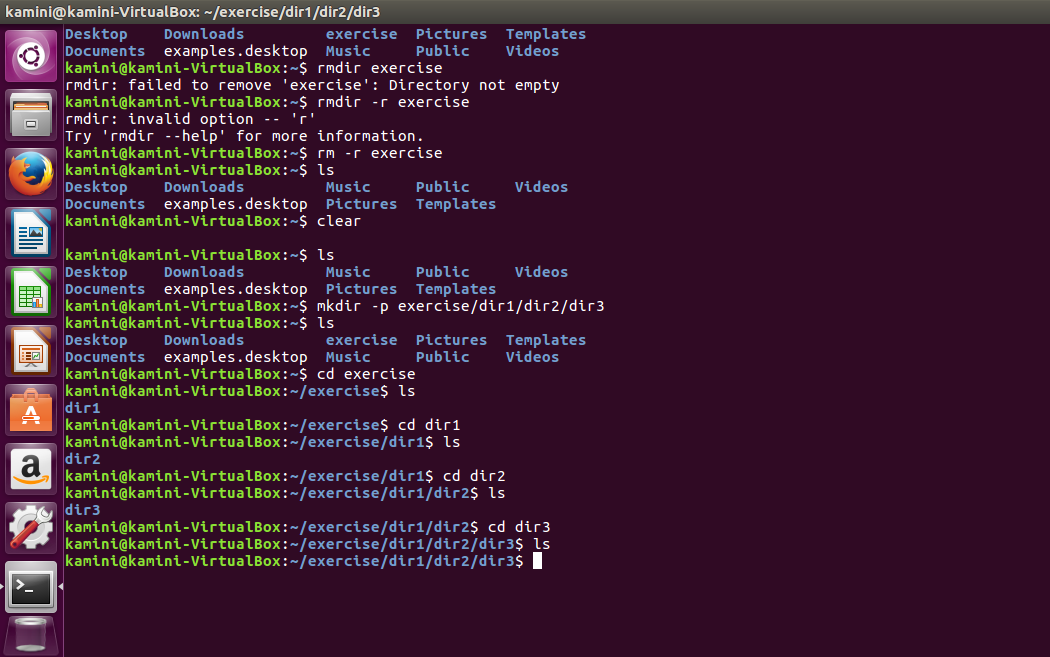 kamini@kamini-VirtualBox: ~/exercise/dir1/dir2/dir3
Desktop    Downloads         exercise  Pictures  Templates
Documents  examples.desktop  Music     Public    Videos
kamini@kamini-VirtualBox:~$ rmdir exercise
rmdir: failed to remove 'exercise': Directory not empty
kamini@kamini-VirtualBox:~$ rmdir -r exercise
rmdir: invalid option -- 'r'
Try 'rmdir --help' for more information.
kamini@kamini-VirtualBox:~$ rm -r exercise
kamini@kamini-VirtualBox:~$ ls
Desktop    Downloads         Music     Public     Videos
Documents  examples.desktop  Pictures  Templates
kamini@kamini-VirtualBox:~$ clear
kamini@kamini-VirtualBox:~$ ls
Desktop    Downloads         Music     Public     Videos
Documents  examples.desktop  Pictures  Templates
kamini@kamini-VirtualBox:~$ mkdir -p exercise/dir1/dir2/dir3
kamini@kamini-VirtualBox:~$ ls
Desktop    Downloads         exercise  Pictures  Templates
Documents  examples.desktop  Music     Public    Videos
kamini@kamini-VirtualBox:~$ cd exercise
kamini@kamini-VirtualBox:~/exercise$ ls
dir1
kamini@kamini-VirtualBox:~/exercise$ cd dir1
kamini@kamini-VirtualBox:~/exercise/dir1$ ls
dir2
kamini@kamini-VirtualBox:~/exercise/dir1$ cd dir2
kamini@kamini-VirtualBox:~/exercise/dir1/dir2$ ls
dir3
kamini@kamini-VirtualBox:~/exercise/dir1/dir2$ cd dir3
kamini@kamini-VirtualBox:~/exercise/dir1/dir2/dir3$ ls
kamini@kamini-VirtualBox:~/exercise/dir1/dir2/dir3$
A
a
>_